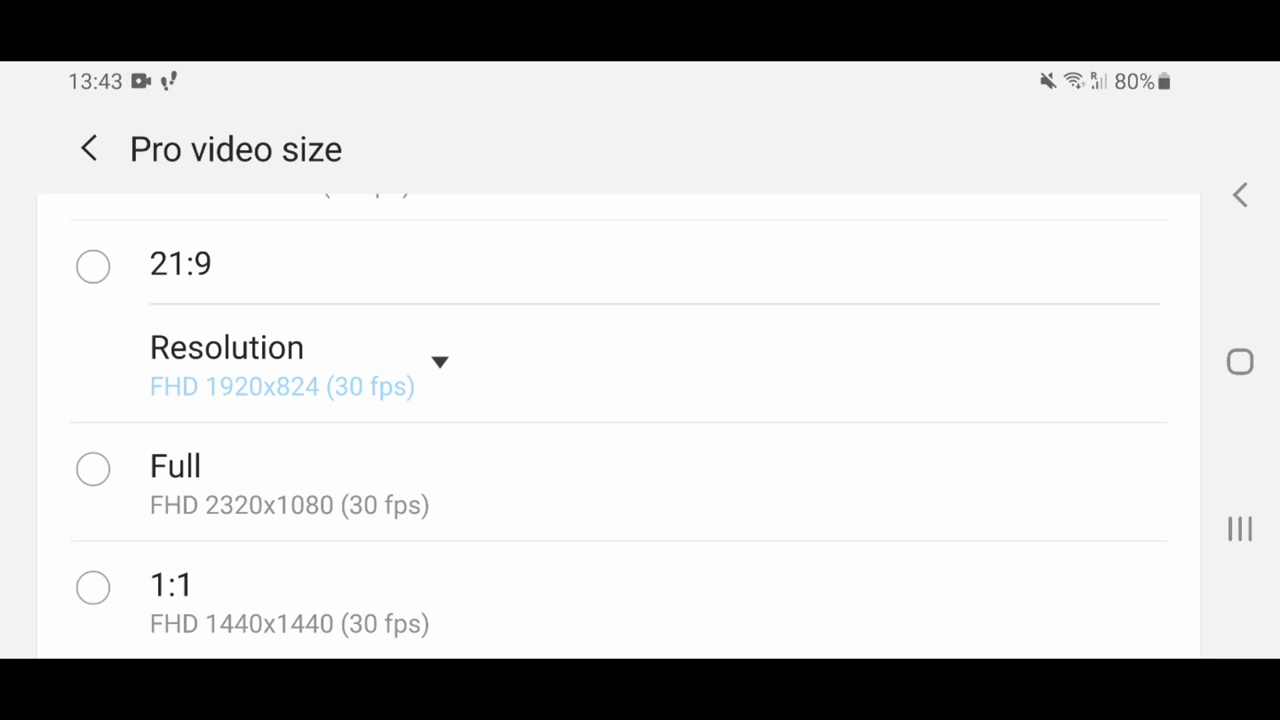 13:43
R
80%
Pro video size
21:9
Resolution
FHD 1920x824 (30 fps)
Full
FHD 2320x1080 (30 fps)
1:1
FHD 1440x1440 (30 fps)